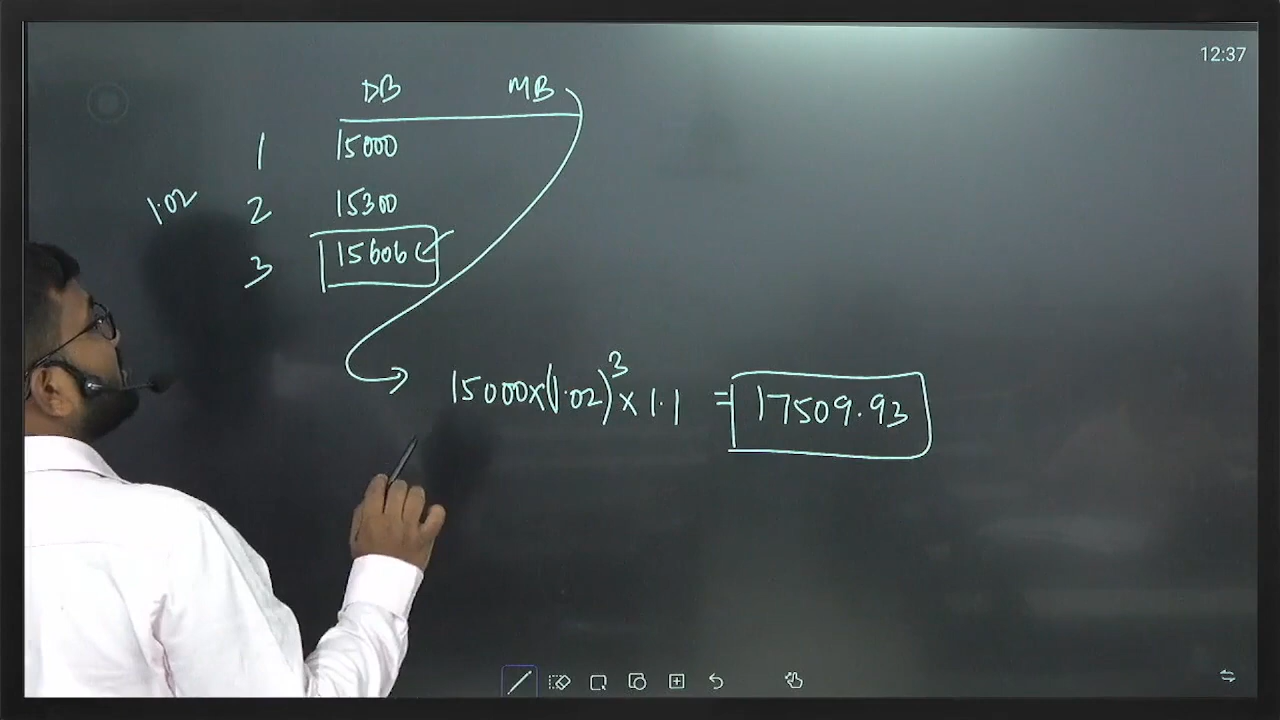 12:37
DB MB
1 15000
1.02 2 15300
3 15606
15000x(1.02)³ x 1.1 = 17509.93